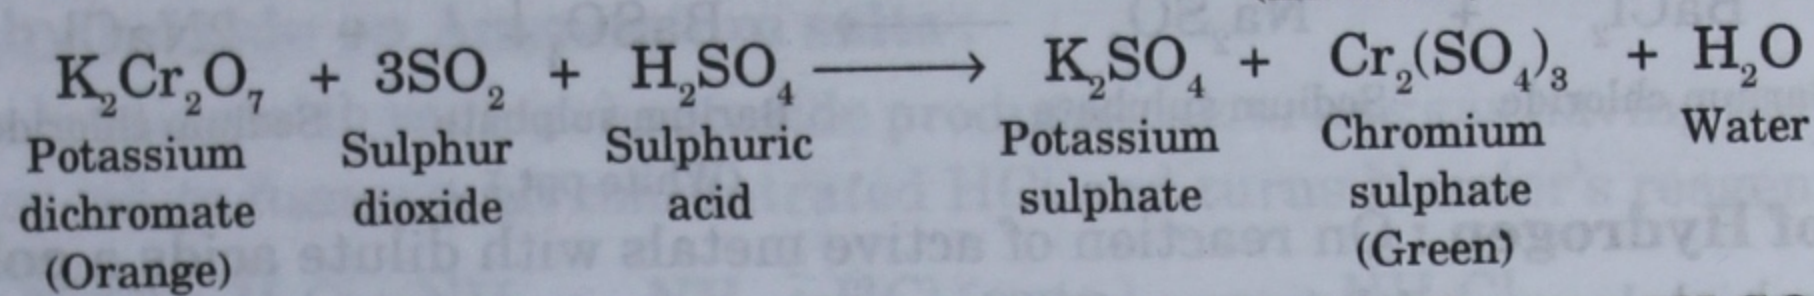 K₂Cr₂O₇ + 3SO₂ + H₂SO₄ ⟶ K₂SO₄ + Cr₂(SO₄)₃ + H₂O
Potassium Sulphur Sulphuric Potassium Chromium Water
dichromate dioxide acid sulphate sulphate
(Orange) (Green)